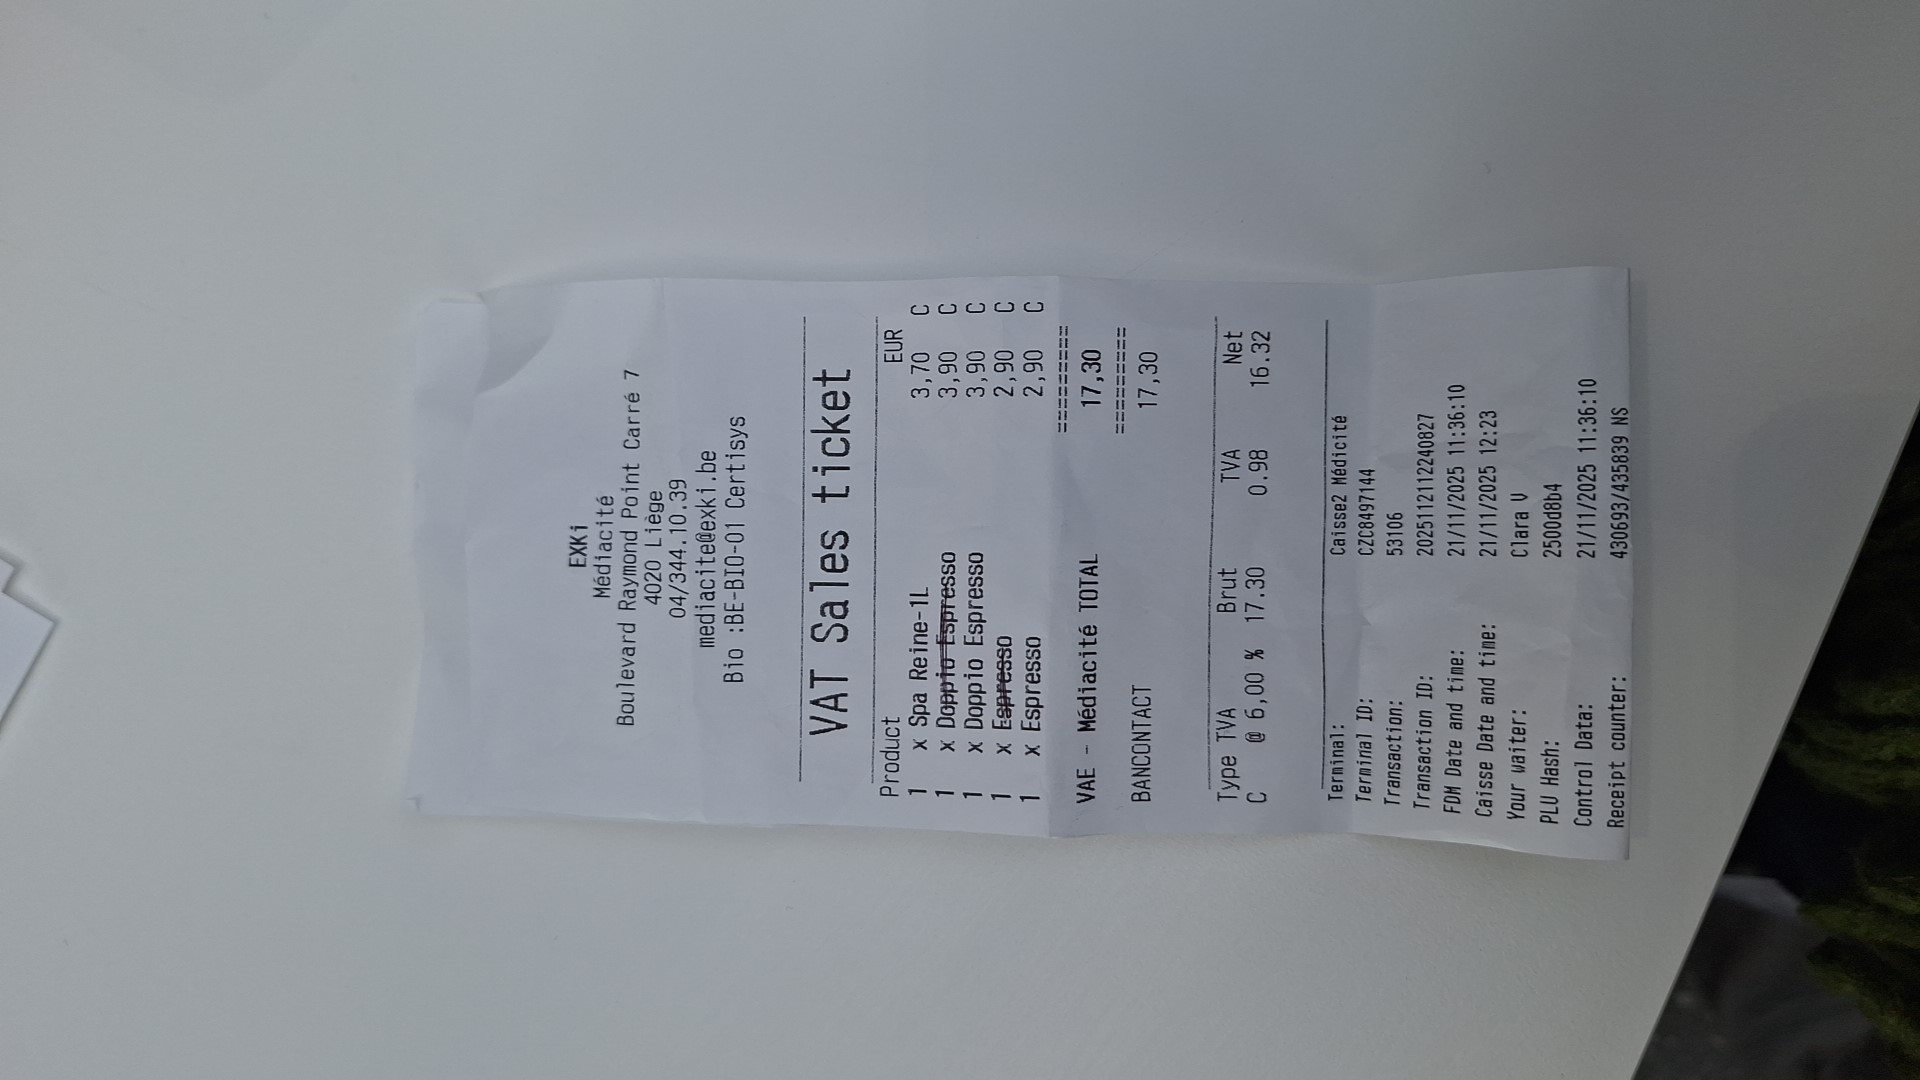 EXKi
Médiacité
Boulevard Raymond Point Carré 7
4020 Liège
04/344.10.39
mediacite@exki.be
Bio :BE-BIO-01 Certisys
VAT Sales ticket
Product EUR
1 x Spa Reine-1L 3,70 C
1 x Doppio Espresso 3,90 C
1 x Doppio Espresso 3,90 C
1 x Espresso 2,90 C
1 x Espresso 2,90 C
=========
VAE - Médiacité TOTAL 17,30
=========
BANCONTACT 17,30
Type TVA Brut TVA Net
C @ 6,00 % 17.30 0.98 16.32
Terminal: Caisse2 Médicité
Terminal ID: CZC8497144
Transaction: 53106
Transaction ID: 20251121122240827
FDM Date and time: 21/11/2025 11:36:10
Caisse Date and time: 21/11/2025 12:23
Your waiter: Clara V
PLU Hash: 2500d8b4
Control Data: 21/11/2025 11:36:10
Receipt counter: 430693/435839 NS